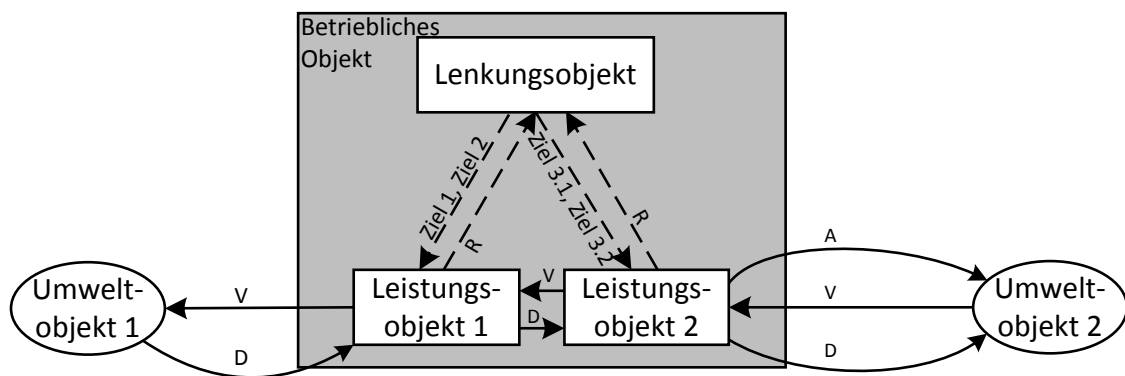 Betriebliches
Objekt
Lenkungsobjekt
Ziel 1, Ziel 2
R
Ziel 3.1, Ziel 3.2
R
A
V
D
Umwelt-
objekt 1
V
D
Leistungs-
objekt 1
V
D
Leistungs-
objekt 2
Umwelt-
objekt 2